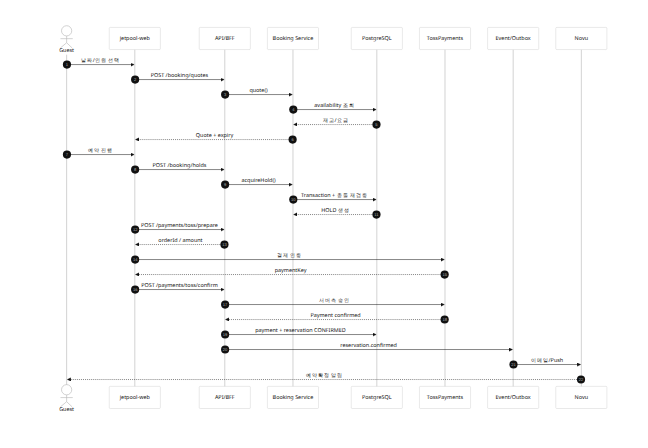 Guest
jetpool-web
API/BFF
Booking Service
PostgreSQL
TossPayments
Event/Outbox
Novu
날짜/인원 선택
POST /booking/quotes
quote()
availability 조회
재고/요금
Quote + expiry
예약 진행
POST /booking/holds
acquireHold()
Transaction + 충돌 재검증
HOLD 생성
POST /payments/toss/prepare
orderId / amount
결제 인증
paymentKey
POST /payments/toss/confirm
서버측 승인
Payment confirmed
payment + reservation CONFIRMED
reservation.confirmed
이메일/Push
예약확정 알림
Guest
jetpool-web
API/BFF
Booking Service
PostgreSQL
TossPayments
Event/Outbox
Novu